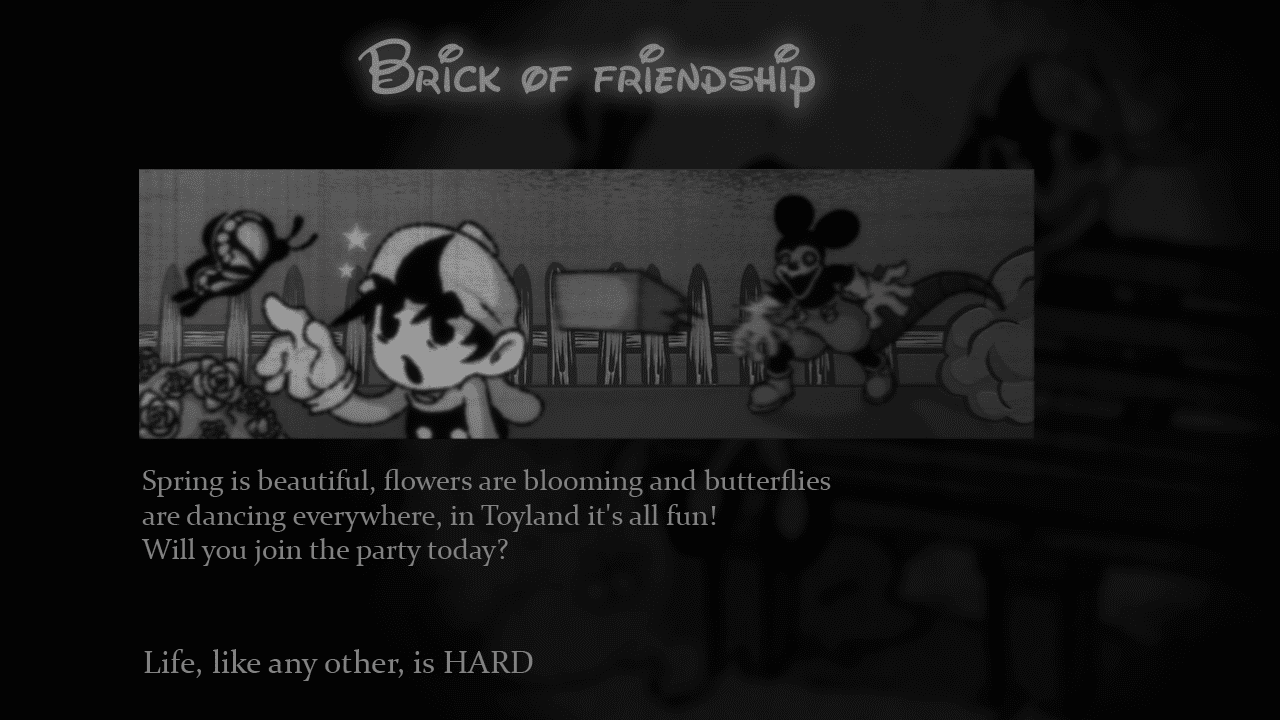 Brick of friendship
Spring is beautiful, flowers are blooming and butterflies
are dancing everywhere, in Toyland it's all fun!
Will you join the party today?
Life, like any other, is HARD